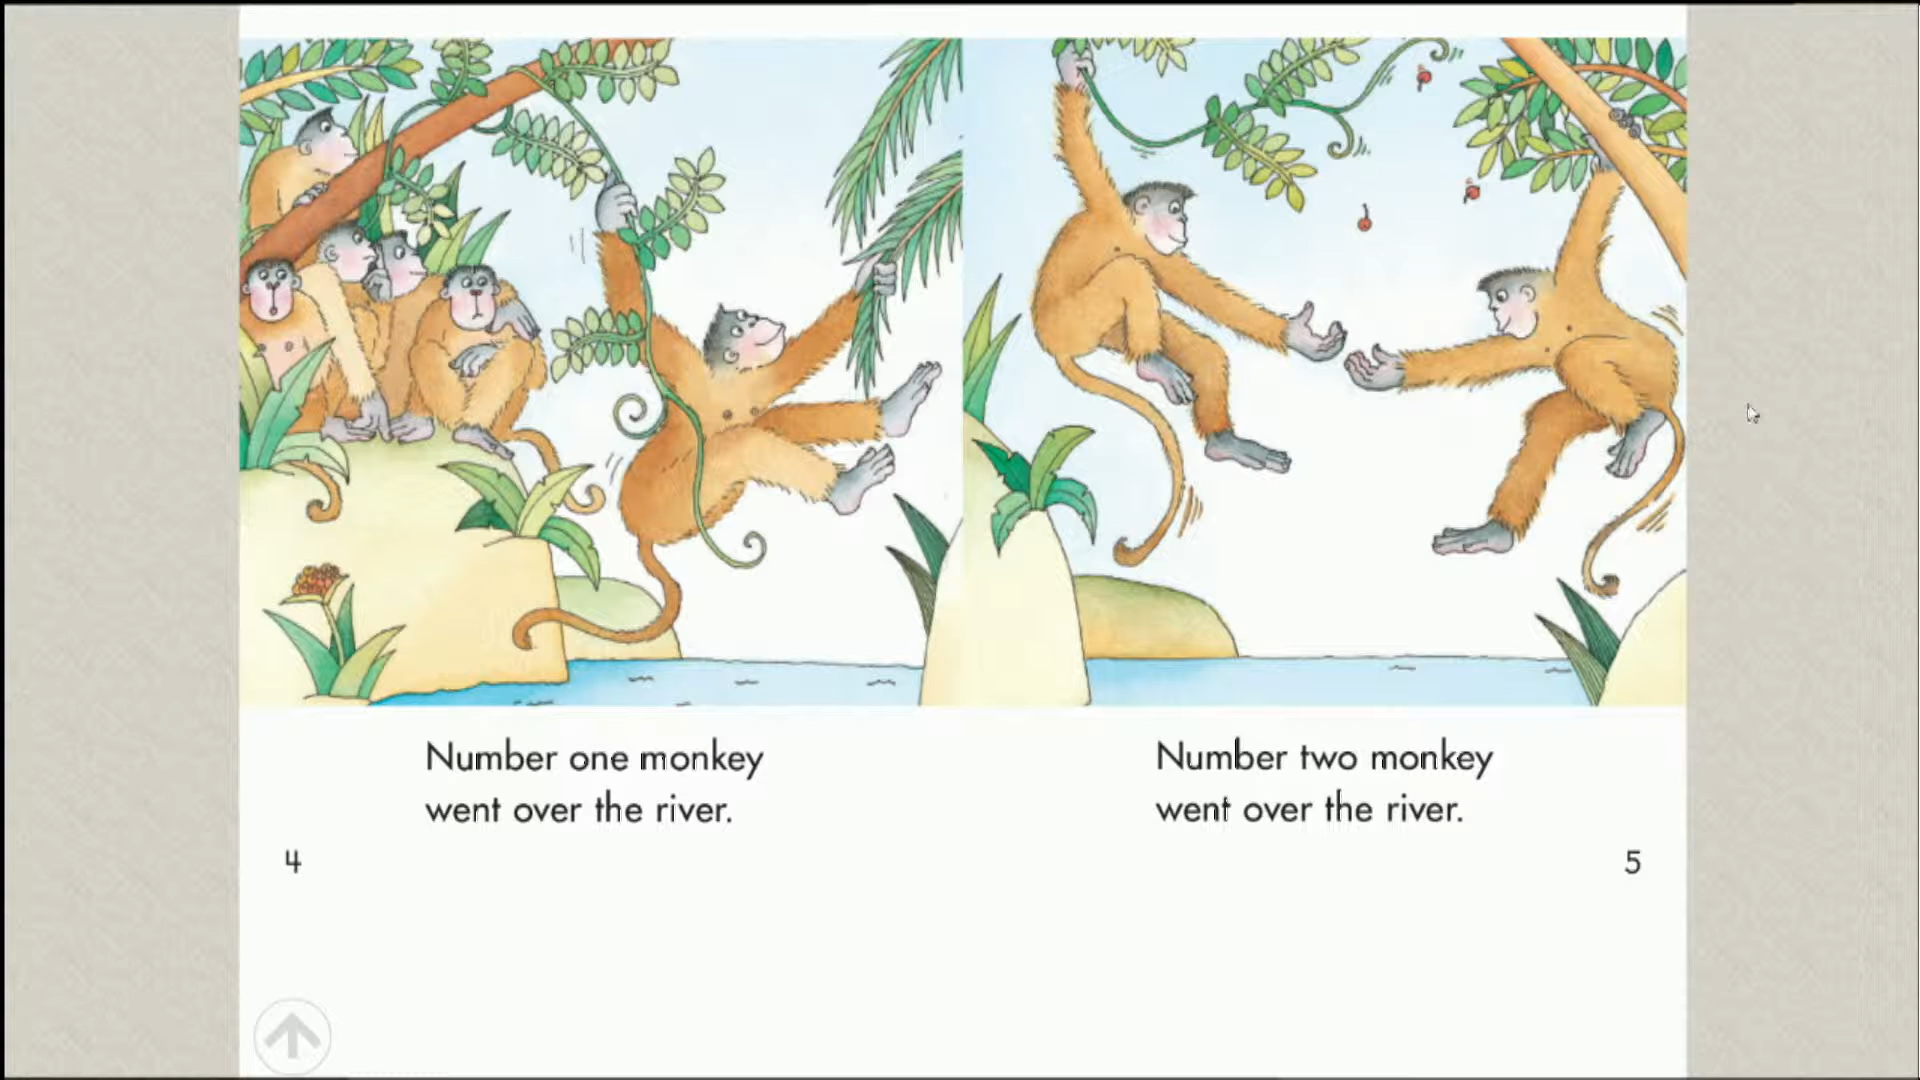 Number one monkey
went over the river.
4
Number two monkey
went over the river.
5